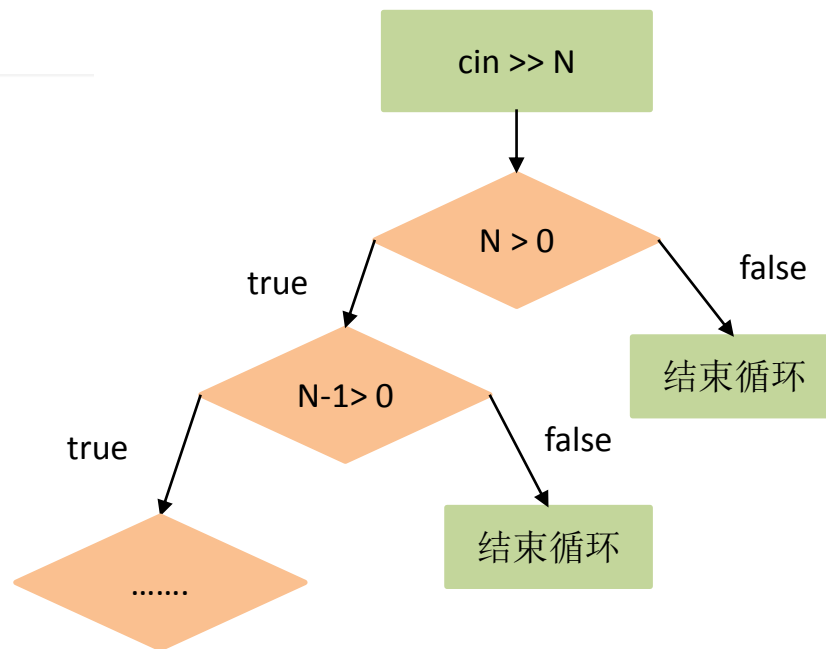 cin >> N
N > 0
true
false
结束循环
N-1> 0
true
false
结束循环
.......